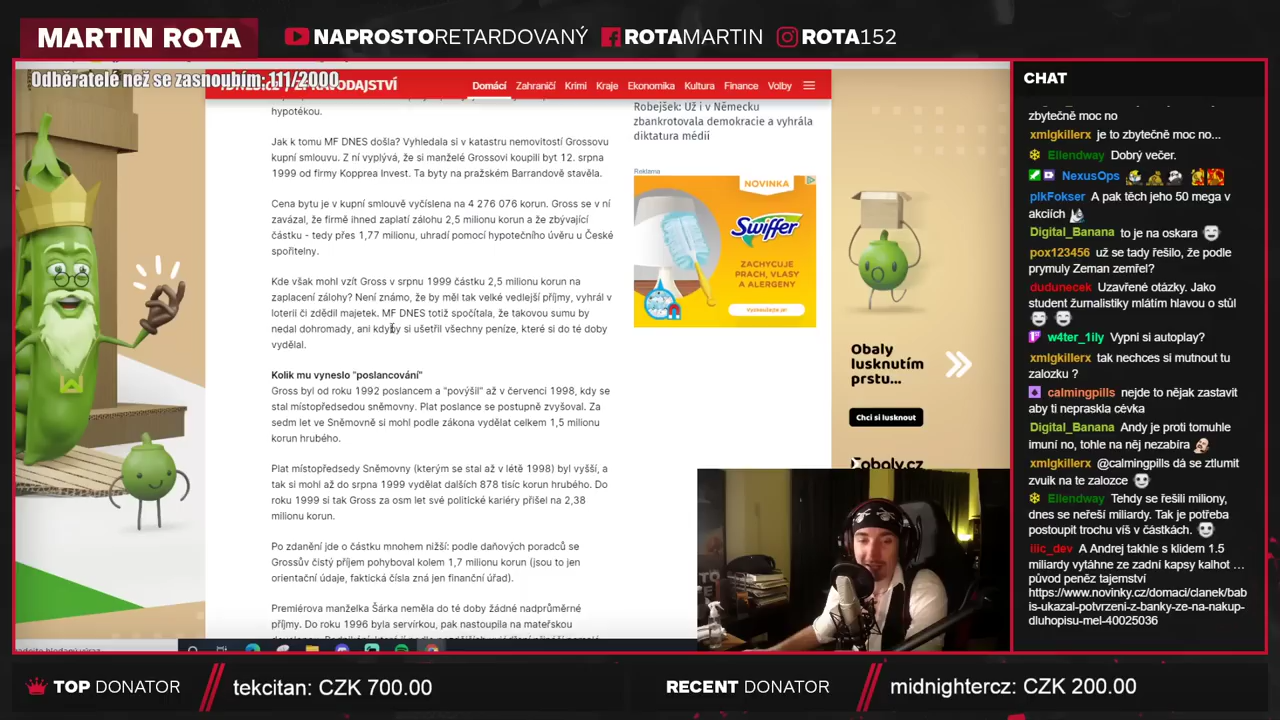 MARTIN ROTA
NAPROSTORETARDOVANÝ
ROTAMARTIN
ROTA152
Odběratelé než se zasnoubím: 111/2000
ZPRAVODAJSTVÍ
Domácí Zahraničí Krimi Kraje Ekonomika Kultura Finance Volby
hypotékou.
Jak k tomu MF DNES došla? Vyhledala si v katastru nemovitostí Grossovu
kupní smlouvu. Z ní vyplývá, že si manželé Grossovi koupili byt 12. srpna
1999 od firmy Kopprea Invest. Ta byty na pražském Barrandově stavěla.
Cena bytu je v kupní smlouvě vyčíslena na 4 276 076 korun. Gross se v ní
zavázal, že firmě ihned zaplatí zálohu 2,5 milionu korun a že zbývající
částku - tedy přes 1,77 milionu, uhradí pomocí hypotečního úvěru u České
spořitelny.
Kde však mohl vzít Gross v srpnu 1999 částku 2,5 milionu korun na
zaplacení zálohy? Není známo, že by měl tak velké vedlejší příjmy, vyhrál v
loterii či zdědil majetek. MF DNES totiž spočítala, že takovou sumu by
nedal dohromady, ani kdyby si ušetřil všechny peníze, které si do té doby
vydělal.
Kolik mu vyneslo "poslancování"
Gross byl od roku 1992 poslancem a "povýšil" až v červenci 1998, kdy se
stal místopředsedou sněmovny. Plat poslance se postupně zvyšoval. Za
sedm let ve Sněmovně si mohl podle zákona vydělat celkem 1,5 milionu
korun hrubého.
Plat místopředsedy Sněmovny (kterým se stal až v létě 1998) byl vyšší, a
tak si mohl až do srpna 1999 vydělat dalších 878 tisíc korun hrubého. Do
roku 1999 si tak Gross za osm let své politické kariéry přišel na 2,38
milionu korun.
Po zdanění jde o částku mnohem nižší: podle daňových poradců se
Grossův čistý příjem pohyboval kolem 1,7 milionu korun (jsou to jen
orientační údaje, faktická čísla zná jen finanční úřad).
Premiérova manželka Šárka neměla do té doby žádné nadprůměrné
příjmy. Do roku 1996 byla servírkou, pak nastoupila na mateřskou
Robejšek: Už i v Německu
zbankrotovala demokracie a vyhrála
diktatura médií
Reklama
NOVINKA
Swiffer
ZACHYCUJE
PRACH, VLASY
A ALERGENY
Vyzkoušejte ji!
Obaly
lusknutím
prstu...
Chci si lusknout
Obaly.cz
CHAT
zbytečně moc no
xmlgkillerx je to zbytečně moc no...
Ellendway Dobrý večer.
NexusOps
plkFokser A pak těch jeho 50 mega v
akciích
Digital_Banana to je na oskara
pox123456 už se tady řešilo, že podle
prymuly Zeman zemřel?
dudunecek Uzavřené otázky. Jako
student žurnalistiky mlátím hlavou o stůl
w4ter_1ily Vypni si autoplay?
xmlgkillerx tak nechces si mutnout tu
zalozku ?
calmingpills nejde to nějak zastavit
aby ti nepraskla cévka
Digital_Banana Andy je proti tomuhle
imuní no, tohle na něj nezabíra
xmlgkillerx @calmingpills dá se ztlumit
zvuik na te zalozce
Ellendway Tehdy se řešili miliony,
dnes se neřeší miliardy. Tak je potřeba
postoupit trochu víš v částkách.
iiic_dev A Andrej takhle s klidem 1.5
miliardy vytáhne ze zadní kapsy kalhot ...
původ peněz tajemství
https://www.novinky.cz/domaci/clanek/bab
is-ukazal-potvrzeni-z-banky-ze-na-nakup-
dluhopisu-mel-40025036
TOP DONATOR
tekcitan: CZK 700.00
RECENT DONATOR
midnightercz: CZK 200.00